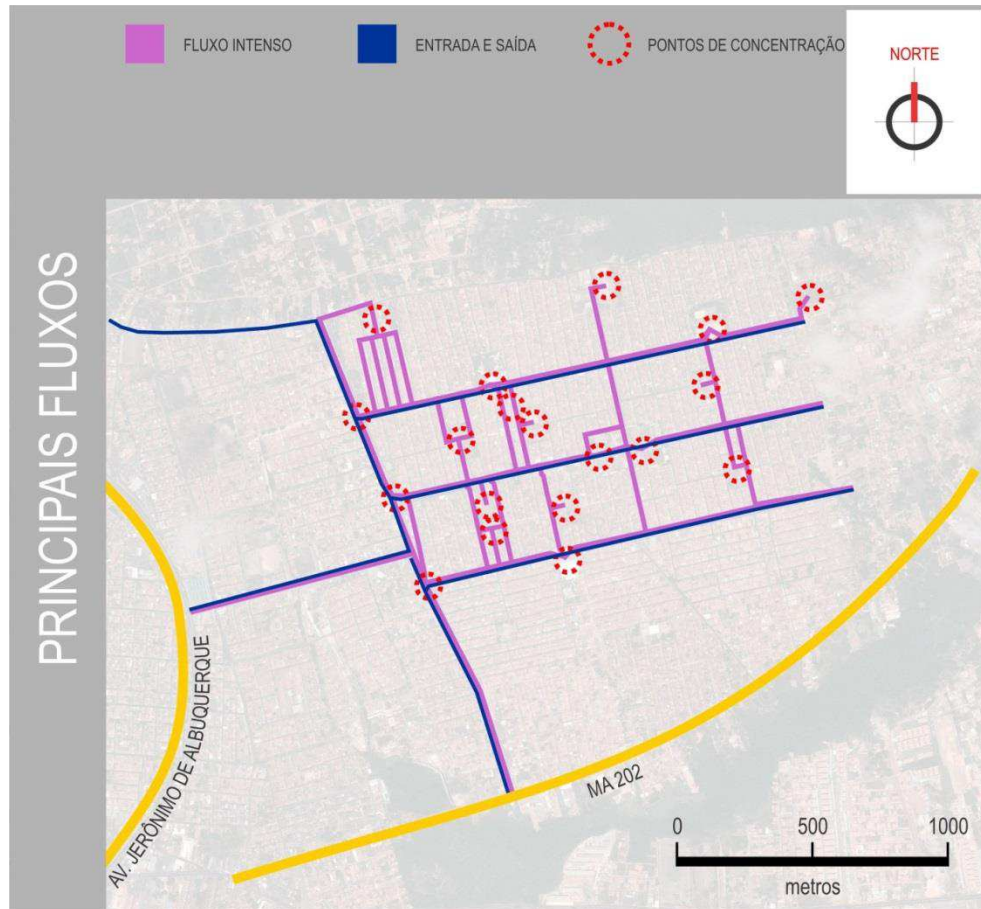 FLUXO INTENSO
ENTRADA E SAÍDA
PONTOS DE CONCENTRAÇÃO
NORTE
PRINCIPAIS FLUXOS
AV. JERÔNIMO DE ALBUQUERQUE
MA 202
0 500 1000
metros